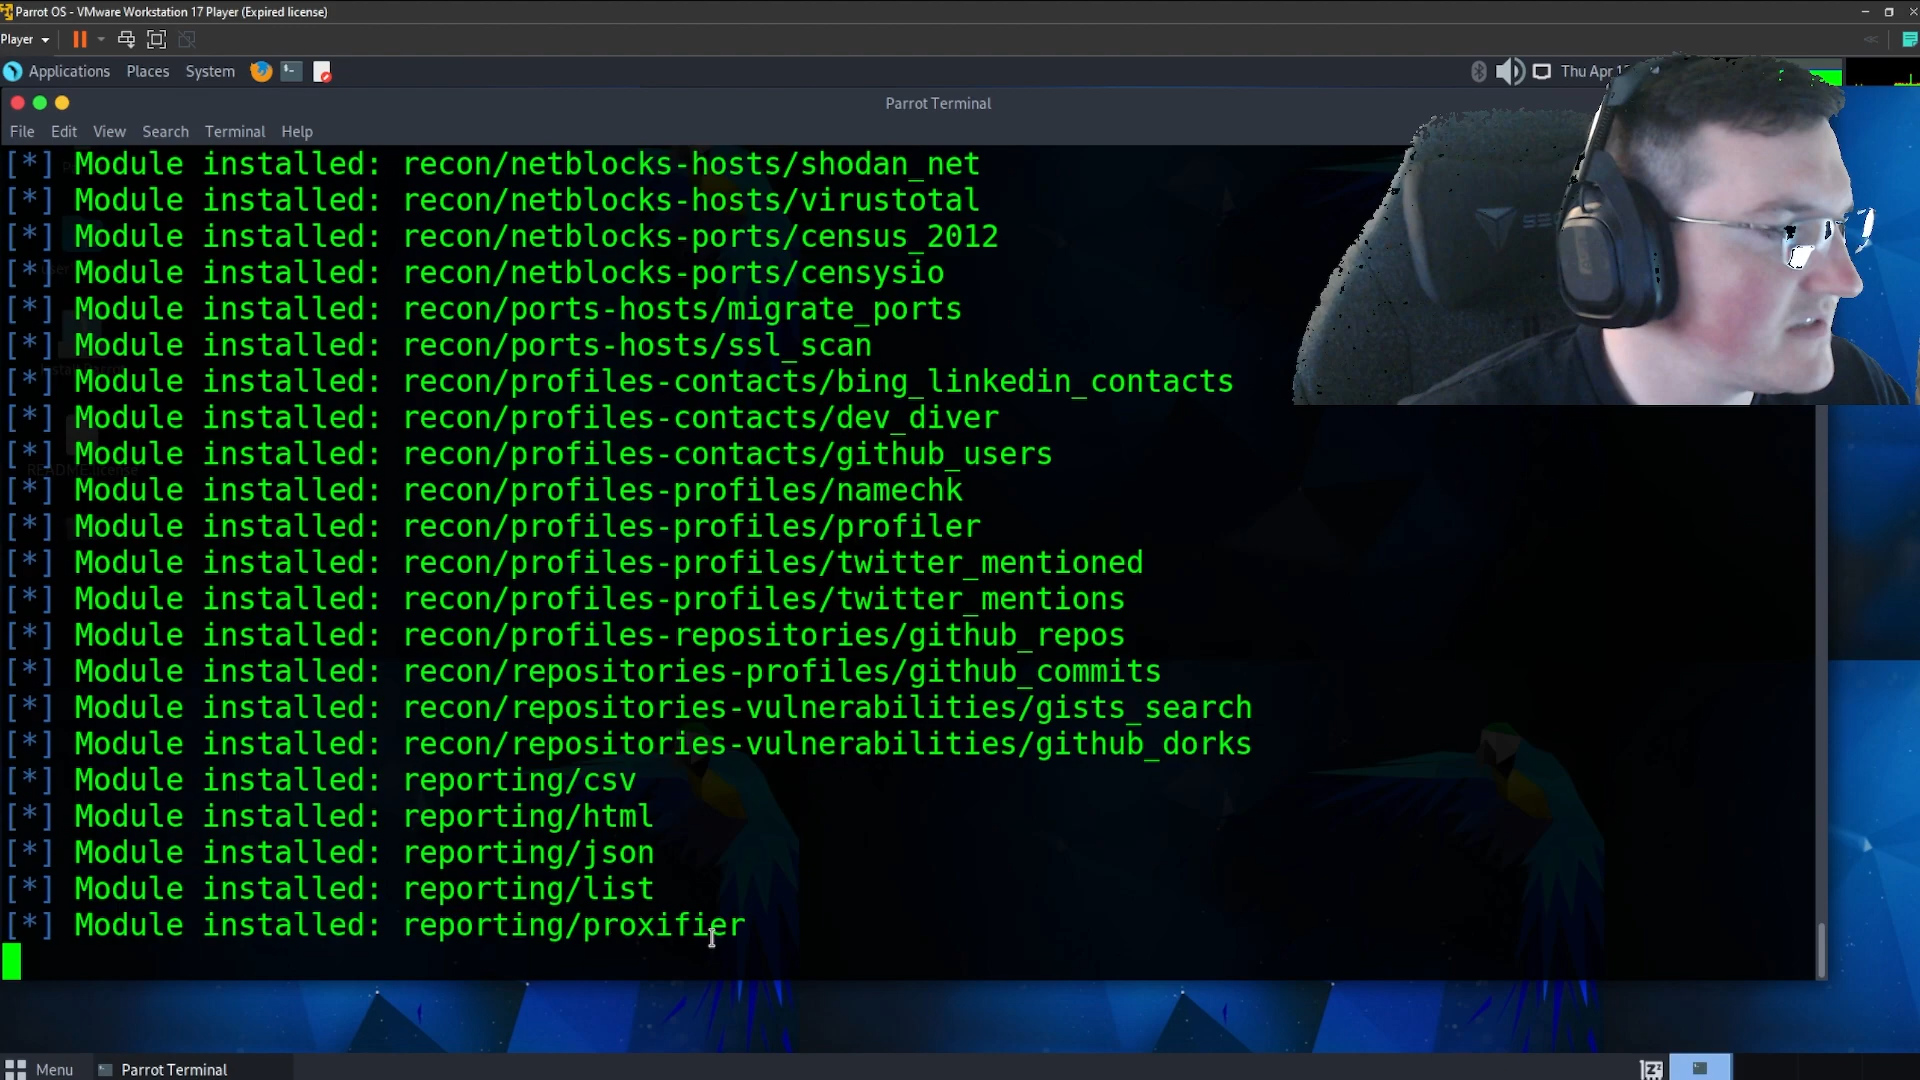 Parrot OS - VMware Workstation 17 Player (Expired license)
Player
Applications Places System
Thu Apr 1
Parrot Terminal
File Edit View Search Terminal Help
[*] Module installed: recon/netblocks-hosts/shodan_net
[*] Module installed: recon/netblocks-hosts/virustotal
[*] Module installed: recon/netblocks-ports/census_2012
[*] Module installed: recon/netblocks-ports/censysio
[*] Module installed: recon/ports-hosts/migrate_ports
[*] Module installed: recon/ports-hosts/ssl_scan
[*] Module installed: recon/profiles-contacts/bing_linkedin_contacts
[*] Module installed: recon/profiles-contacts/dev_diver
[*] Module installed: recon/profiles-contacts/github_users
[*] Module installed: recon/profiles-profiles/namechk
[*] Module installed: recon/profiles-profiles/profiler
[*] Module installed: recon/profiles-profiles/twitter_mentioned
[*] Module installed: recon/profiles-profiles/twitter_mentions
[*] Module installed: recon/profiles-repositories/github_repos
[*] Module installed: recon/repositories-profiles/github_commits
[*] Module installed: recon/repositories-vulnerabilities/gists_search
[*] Module installed: recon/repositories-vulnerabilities/github_dorks
[*] Module installed: reporting/csv
[*] Module installed: reporting/html
[*] Module installed: reporting/json
[*] Module installed: reporting/list
[*] Module installed: reporting/proxifier
Menu Parrot Terminal